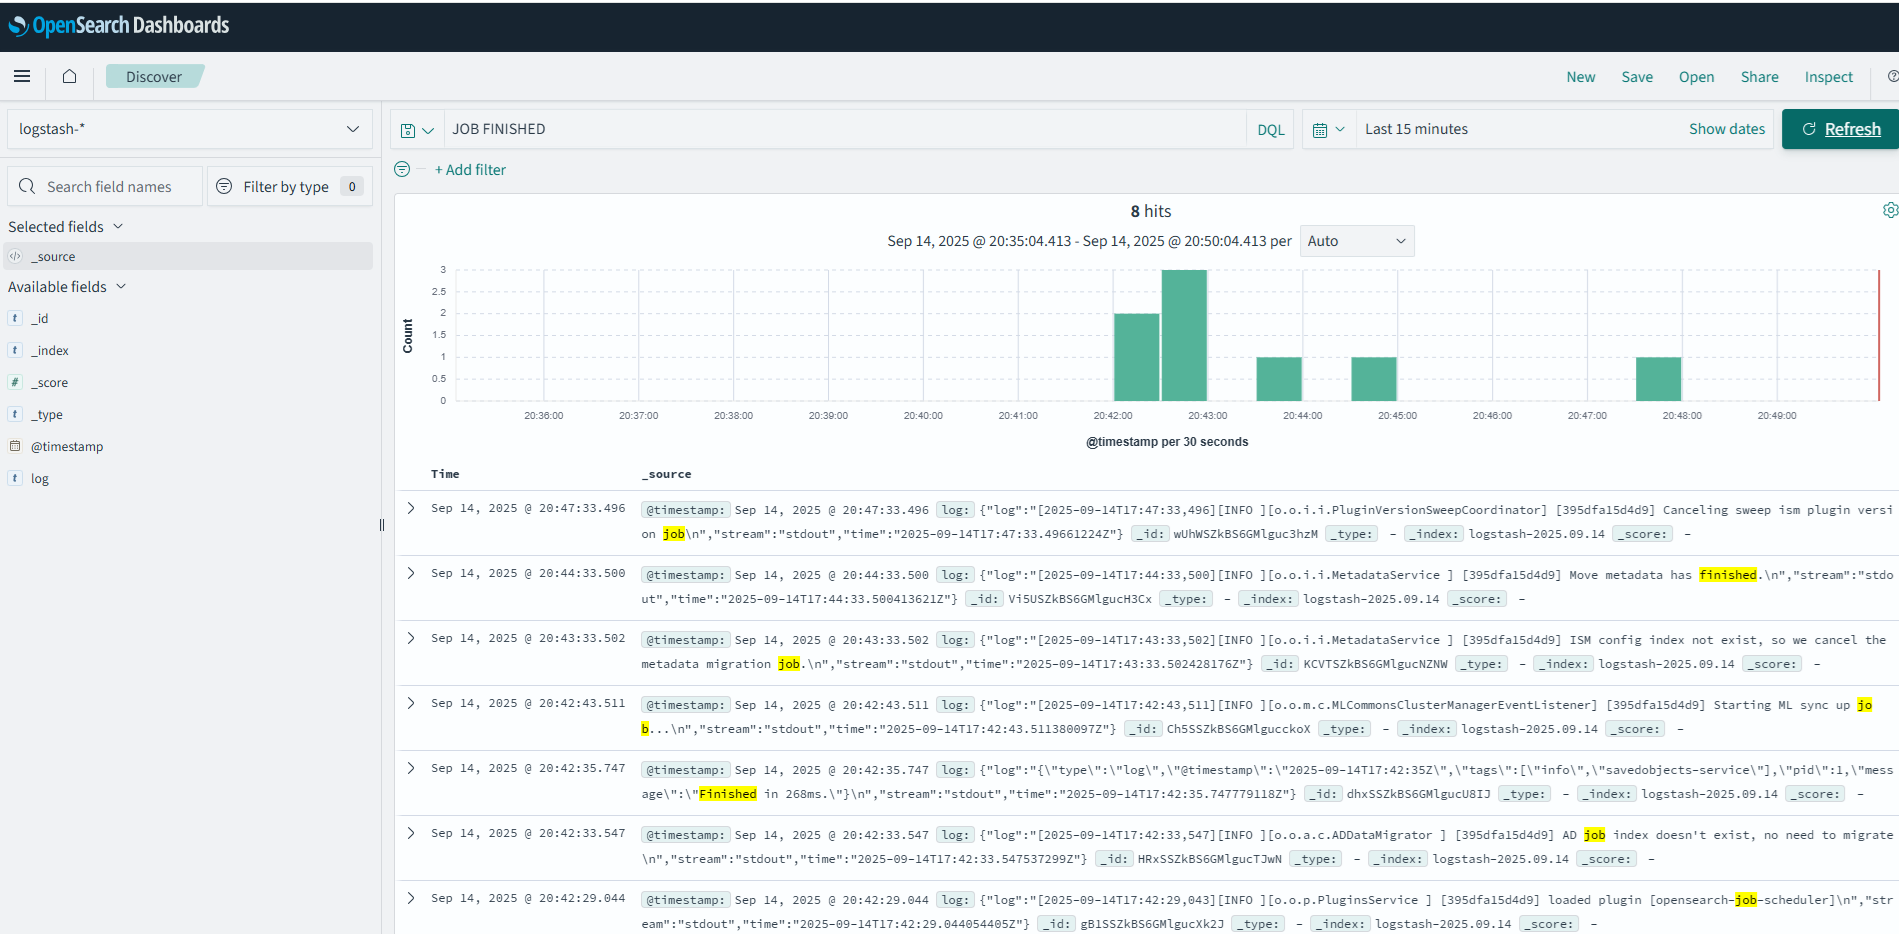 OpenSearch Dashboards
Discover
New Save Open Share Inspect
logstash-*
JOB FINISHED
DQL
Last 15 minutes
Show dates
Refresh
+ Add filter
Search field names
Filter by type 0
Selected fields
_source
Available fields
_id
_index
_score
_type
@timestamp
log
8 hits
Sep 14, 2025 @ 20:35:04.413 - Sep 14, 2025 @ 20:50:04.413 per Auto
Count
3
2.5
2
1.5
1
0.5
0
20:36:00 20:37:00 20:38:00 20:39:00 20:40:00 20:41:00 20:42:00 20:43:00 20:44:00 20:45:00 20:46:00 20:47:00 20:48:00 20:49:00
@timestamp per 30 seconds
Time _source
Sep 14, 2025 @ 20:47:33.496 @timestamp: Sep 14, 2025 @ 20:47:33.496 log: {"log":"[2025-09-14T17:47:33,496][INFO ][o.o.i.i.PluginVersionSweepCoordinator] [395dfa15d4d9] Canceling sweep ism plugin versi
on job\n","stream":"stdout","time":"2025-09-14T17:47:33.49661224Z"} _id: wUhWSZkBS6GMlguc3hzM _type: - _index: logstash-2025.09.14 _score: -
Sep 14, 2025 @ 20:44:33.500 @timestamp: Sep 14, 2025 @ 20:44:33.500 log: {"log":"[2025-09-14T17:44:33,500][INFO ][o.o.i.i.MetadataService ] [395dfa15d4d9] Move metadata has finished.\n","stream":"stdo
ut","time":"2025-09-14T17:44:33.500413621Z"} _id: Vi5USZkBS6GMlgucH3Cx _type: - _index: logstash-2025.09.14 _score: -
Sep 14, 2025 @ 20:43:33.502 @timestamp: Sep 14, 2025 @ 20:43:33.502 log: {"log":"[2025-09-14T17:43:33,502][INFO ][o.o.i.i.MetadataService ] [395dfa15d4d9] ISM config index not exist, so we cancel the
metadata migration job.\n","stream":"stdout","time":"2025-09-14T17:43:33.502428176Z"} _id: KCVTSZkBS6GMlgucNZNW _type: - _index: logstash-2025.09.14 _score: -
Sep 14, 2025 @ 20:42:43.511 @timestamp: Sep 14, 2025 @ 20:42:43.511 log: {"log":"[2025-09-14T17:42:43,511][INFO ][o.o.m.c.MLCommonsClusterManagerEventListener] [395dfa15d4d9] Starting ML sync up jo
b...\n","stream":"stdout","time":"2025-09-14T17:42:43.511380097Z"} _id: Ch5SSZkBS6GMlgucckoX _type: - _index: logstash-2025.09.14 _score: -
Sep 14, 2025 @ 20:42:35.747 @timestamp: Sep 14, 2025 @ 20:42:35.747 log: {"log":"{\"type\":\"log\",\"@timestamp\":\"2025-09-14T17:42:35Z\",\"tags\":[\"info\",\"savedobjects-service\"],\"pid\":1,\"mess
age\":\"Finished in 268ms.\"}\n","stream":"stdout","time":"2025-09-14T17:42:35.747779118Z"} _id: dhxSSZkBS6GMlgucU8IJ _type: - _index: logstash-2025.09.14 _score: -
Sep 14, 2025 @ 20:42:33.547 @timestamp: Sep 14, 2025 @ 20:42:33.547 log: {"log":"[2025-09-14T17:42:33,547][INFO ][o.o.a.c.ADDataMigrator ] [395dfa15d4d9] AD job index doesn't exist, no need to migrate
\n","stream":"stdout","time":"2025-09-14T17:42:33.547537299Z"} _id: HRxSSZkBS6GMlgucTJwN _type: - _index: logstash-2025.09.14 _score: -
Sep 14, 2025 @ 20:42:29.044 @timestamp: Sep 14, 2025 @ 20:42:29.044 log: {"log":"[2025-09-14T17:42:29,043][INFO ][o.o.p.PluginsService ] [395dfa15d4d9] loaded plugin [opensearch-job-scheduler]\n","str
eam":"stdout","time":"2025-09-14T17:42:29.044054405Z"} _id: gB1SSZkBS6GMlgucXk2J _type: - _index: logstash-2025.09.14 _score: -